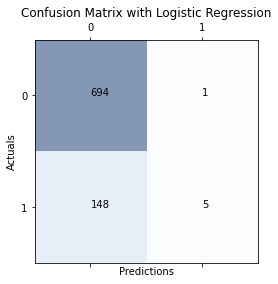 Confusion Matrix with Logistic Regression
0 1
0 694 1
Actuals
1 148 5
Predictions